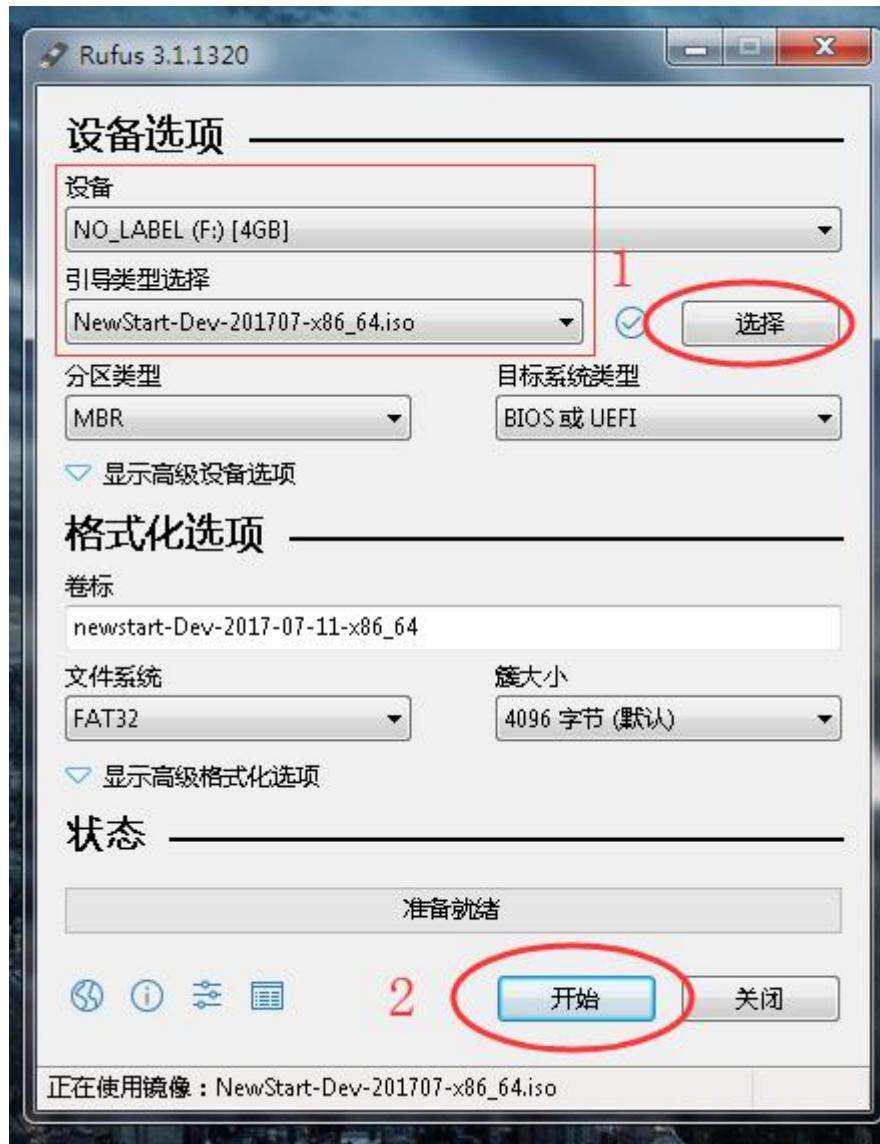 Rufus 3.1.1320
设备选项
设备
NO_LABEL (F:) [4GB]
引导类型选择
1
NewStart-Dev-201707-x86_64.iso
选择
分区类型
目标系统类型
MBR
BIOS 或 UEFI
显示高级设备选项
格式化选项
卷标
newstart-Dev-2017-07-11-x86_64
文件系统
簇大小
FAT32
4096 字节 (默认)
显示高级格式化选项
状态
准备就绪
2
开始
关闭
正在使用镜像：NewStart-Dev-201707-x86_64.iso